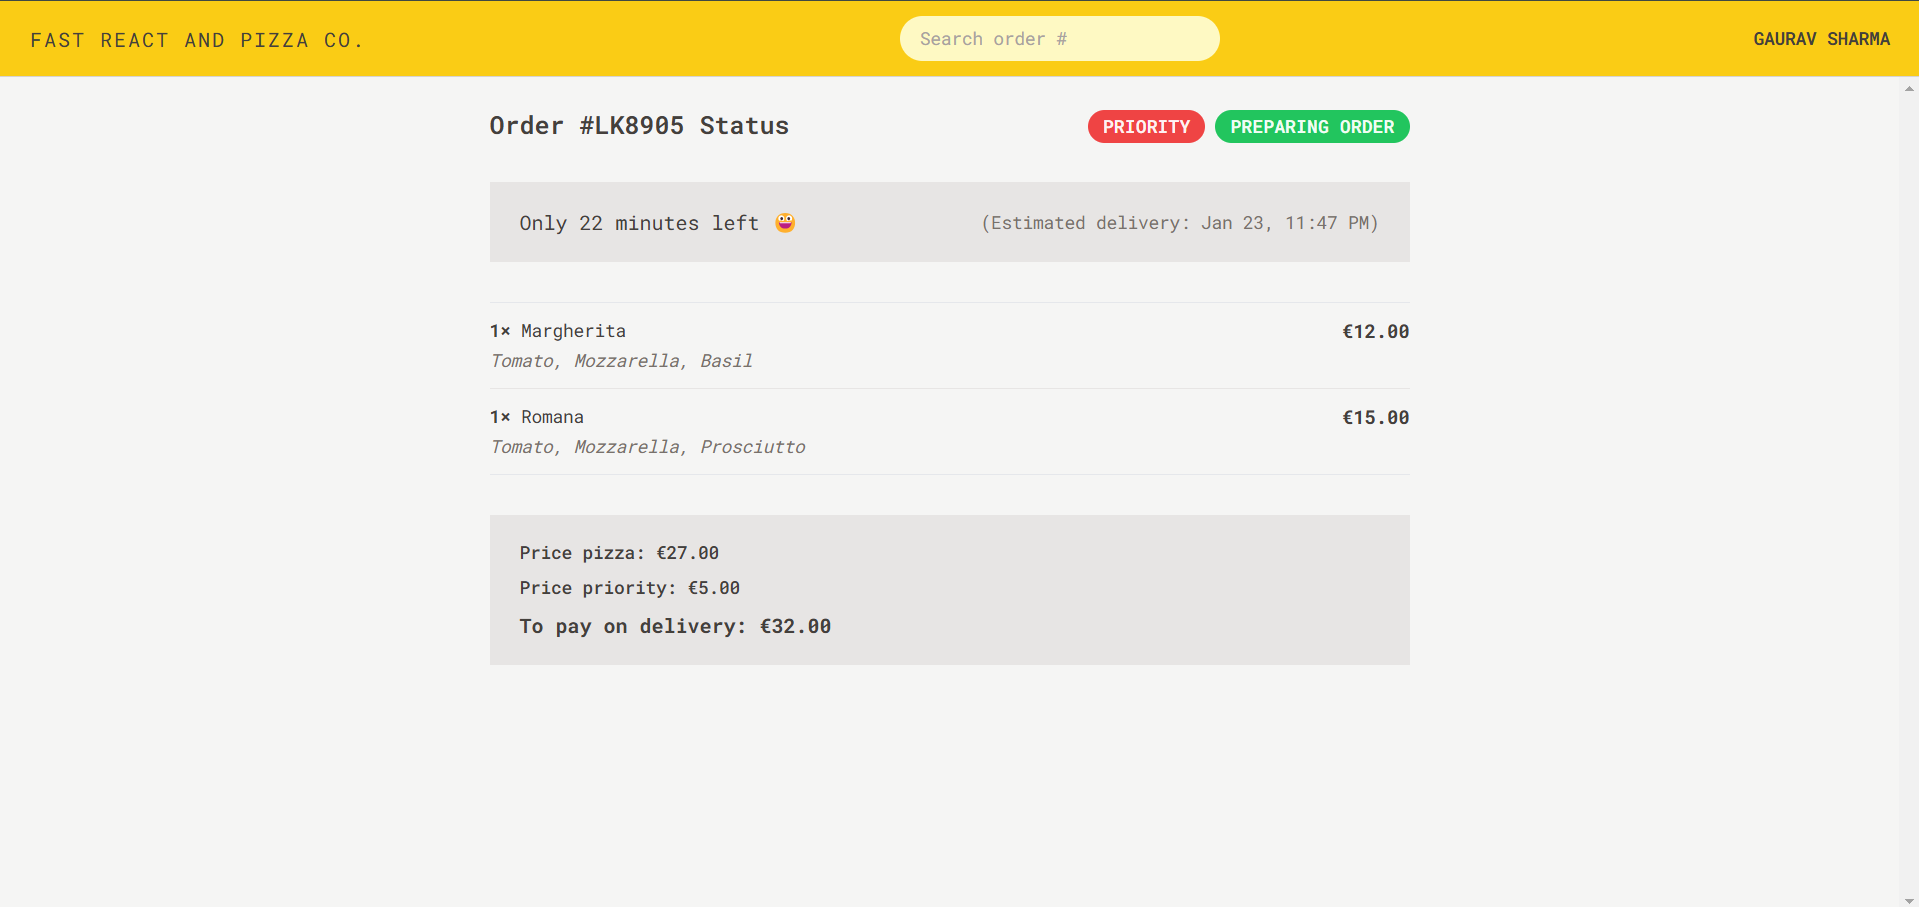 FAST REACT AND PIZZA CO.
Search order #
GAURAV SHARMA
Order #LK8905 Status
PRIORITY
PREPARING ORDER
Only 22 minutes left 😀
(Estimated delivery: Jan 23, 11:47 PM)
1× Margherita
€12.00
Tomato, Mozzarella, Basil
1× Romana
€15.00
Tomato, Mozzarella, Prosciutto
Price pizza: €27.00
Price priority: €5.00
To pay on delivery: €32.00